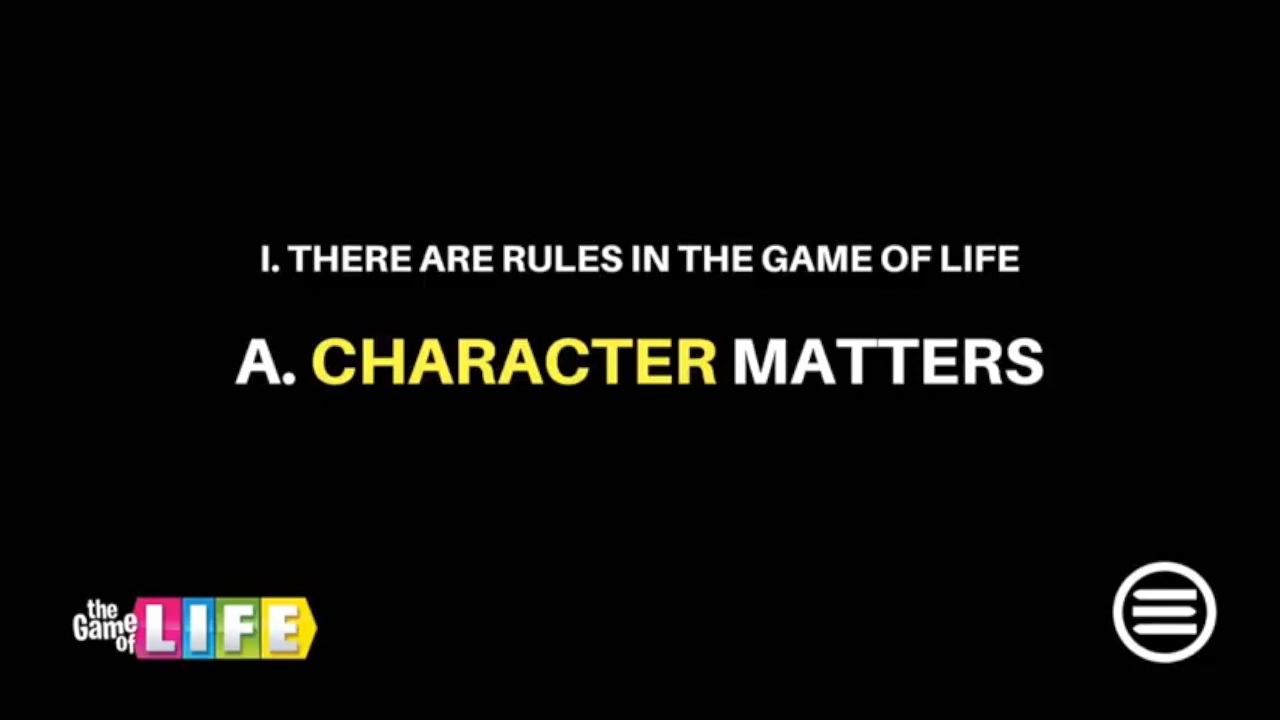 I. THERE ARE RULES IN THE GAME OF LIFE
A. CHARACTER MATTERS
the
Game
of
LIFE